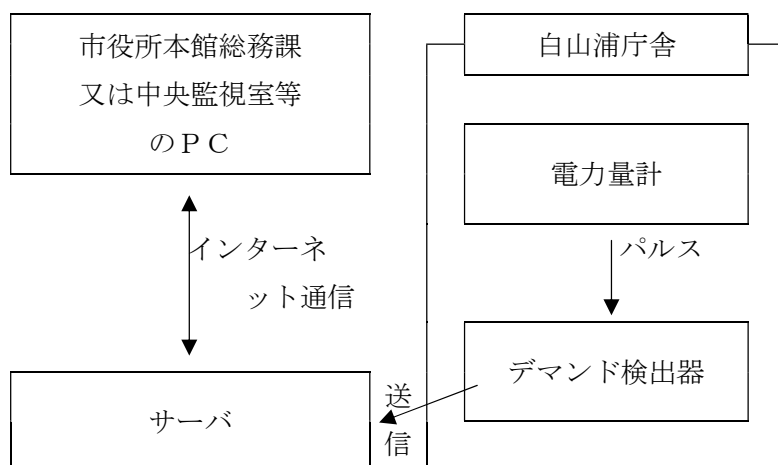 市役所本館総務課
又は中央監視室等
のＰＣ
インターネ
ット通信
サーバ
送
信
白山浦庁舎
電力量計
パルス
デマンド検出器